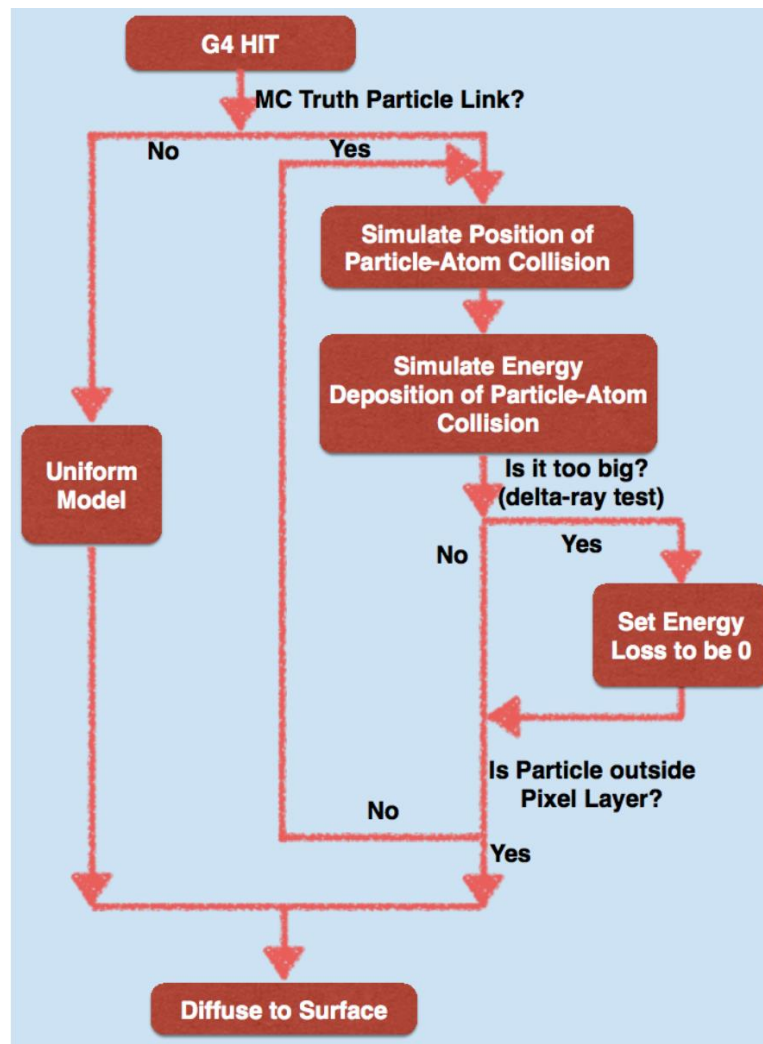 G4 HIT
MC Truth Particle Link?
No
Yes
Simulate Position of
Particle-Atom Collision
Simulate Energy
Deposition of Particle-Atom
Collision
Uniform
Model
Is it too big?
(delta-ray test)
No
Yes
Set Energy
Loss to be 0
Is Particle outside
Pixel Layer?
No
Yes
Diffuse to Surface